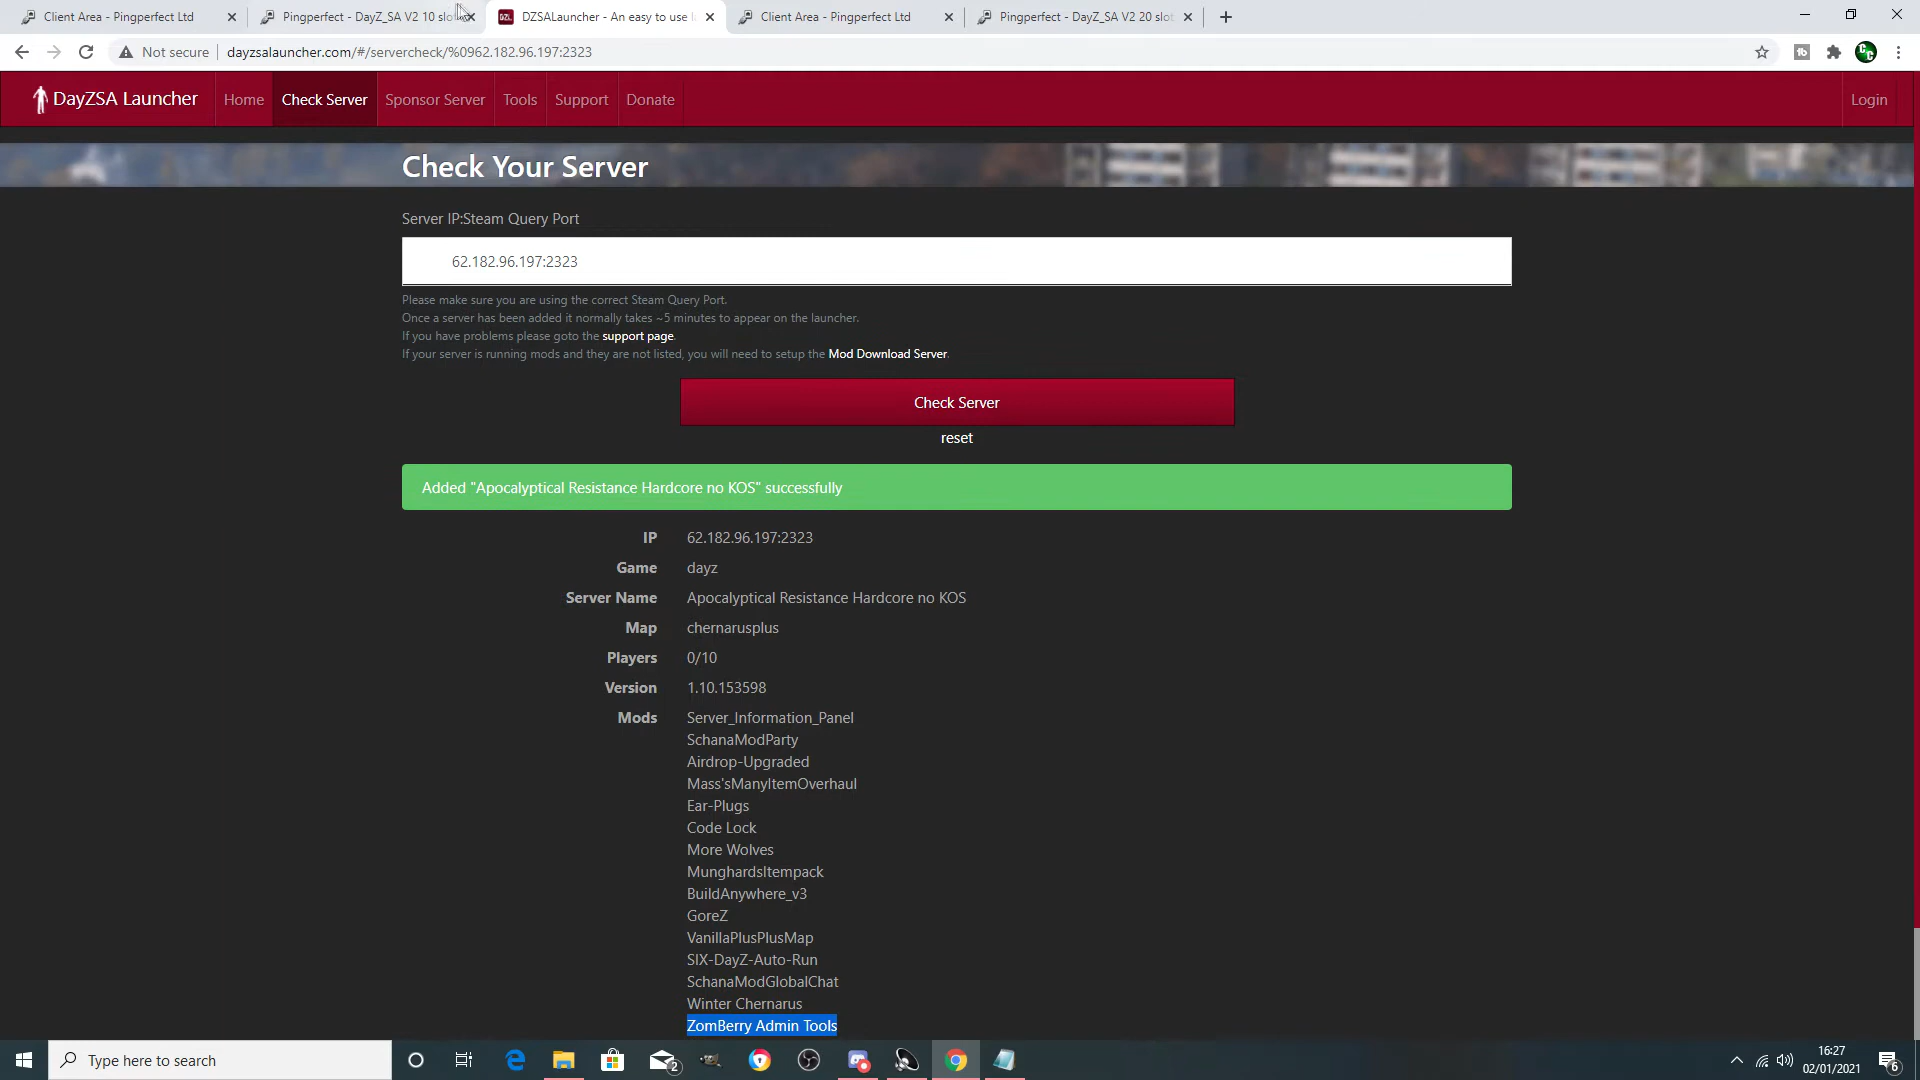 Client Area - Pingperfect Ltd
Pingperfect - DayZ_SA V2 10 slot
DZSALauncher - An easy to use l
Client Area - Pingperfect Ltd
Pingperfect - DayZ_SA V2 20 slot
Not secure
dayzsalauncher.com/#/servercheck/%0962.182.96.197:2323
DayZSA Launcher
Home
Check Server
Sponsor Server
Tools
Support
Donate
Login
Check Your Server
Server IP:Steam Query Port
62.182.96.197:2323
Please make sure you are using the correct Steam Query Port.
Once a server has been added it normally takes ~5 minutes to appear on the launcher.
If you have problems please goto the support page.
If your server is running mods and they are not listed, you will need to setup the Mod Download Server.
Check Server
reset
Added "Apocalyptical Resistance Hardcore no KOS" successfully
IP 62.182.96.197:2323
Game dayz
Server Name Apocalyptical Resistance Hardcore no KOS
Map chernarusplus
Players 0/10
Version 1.10.153598
Mods Server_Information_Panel
SchanaModParty
Airdrop-Upgraded
Mass'sManyItemOverhaul
Ear-Plugs
Code Lock
More Wolves
MunghardsItempack
BuildAnywhere_v3
GoreZ
VanillaPlusPlusMap
SIX-DayZ-Auto-Run
SchanaModGlobalChat
Winter Chernarus
ZomBerry Admin Tools
Type here to search
2
16:27
02/01/2021
6